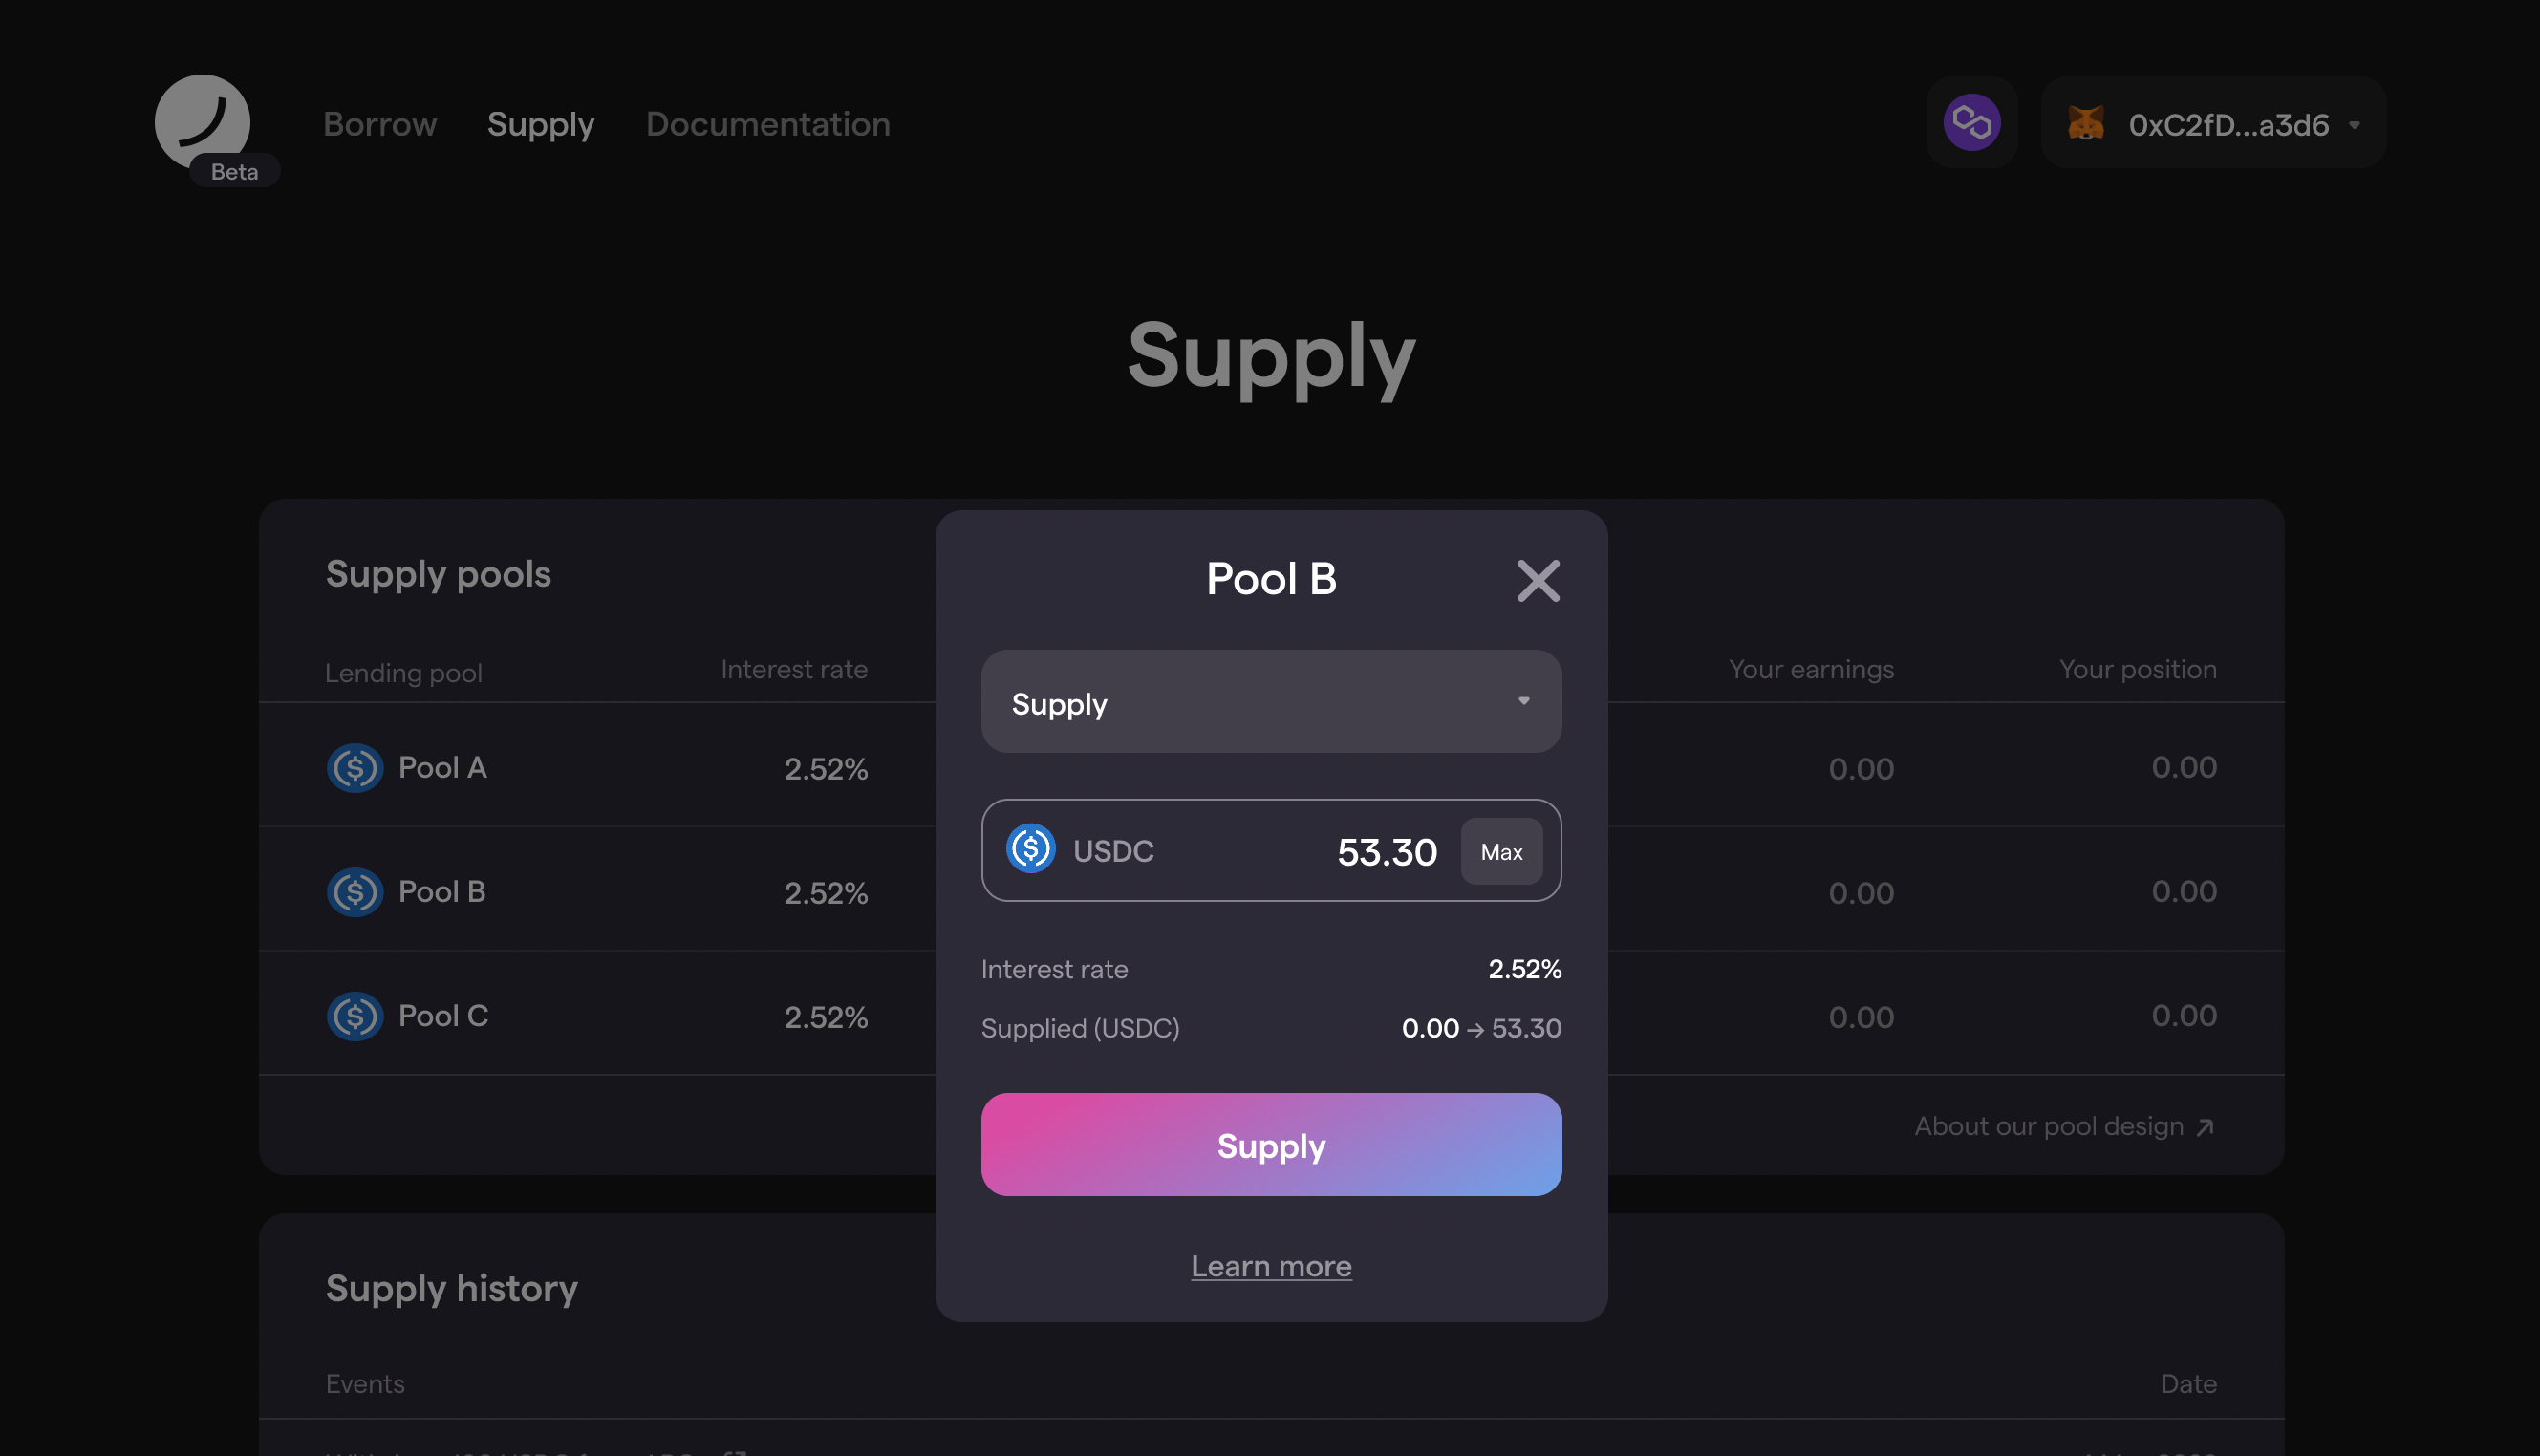 Borrow Supply Documentation
0xC2fD...a3d6
Beta
Supply
Supply pools
Lending pool Interest rate Your earnings Your position
Pool A 2.52% 0.00 0.00
Pool B 2.52% 0.00 0.00
Pool C 2.52% 0.00 0.00
About our pool design
Pool B
Supply
USDC 53.30 Max
Interest rate 2.52%
Supplied (USDC) 0.00 → 53.30
Supply
Learn more
Supply history
Events Date